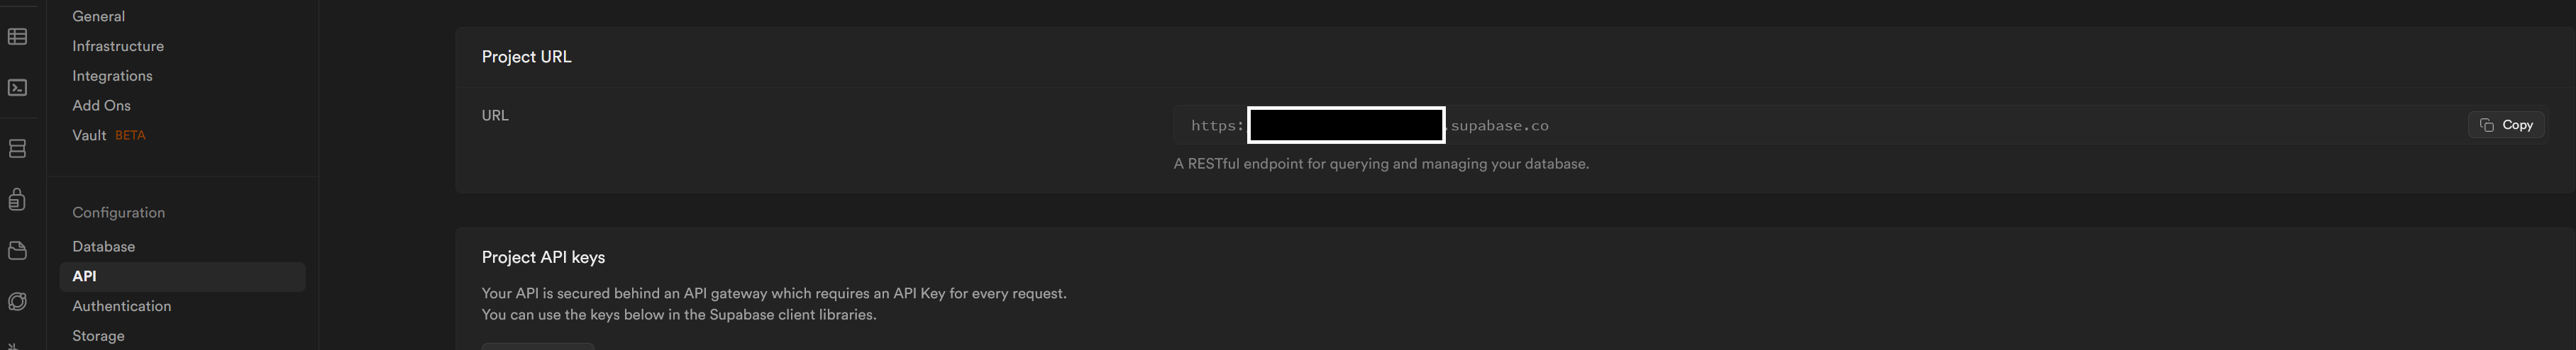 General
Infrastructure
Integrations
Add Ons
Vault BETA
Configuration
Database
API
Authentication
Storage
Project URL
URL
https: .supabase.co
Copy
A RESTful endpoint for querying and managing your database.
Project API keys
Your API is secured behind an API gateway which requires an API Key for every request.
You can use the keys below in the Supabase client libraries.